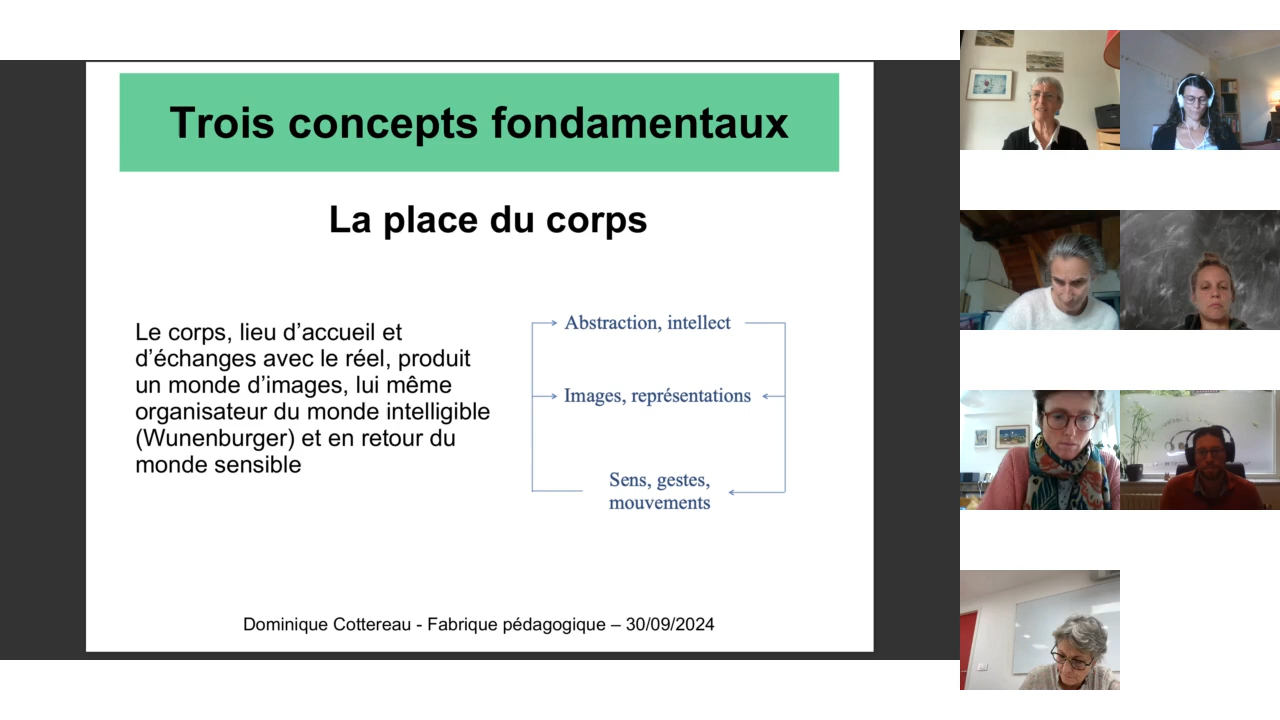 Trois concepts fondamentaux
La place du corps
Le corps, lieu d’accueil et
d’échanges avec le réel, produit
un monde d’images, lui même
organisateur du monde intelligible
(Wunenburger) et en retour du
monde sensible
Abstraction, intellect
Images, représentations
Sens, gestes,
mouvements
Dominique Cottereau - Fabrique pédagogique – 30/09/2024